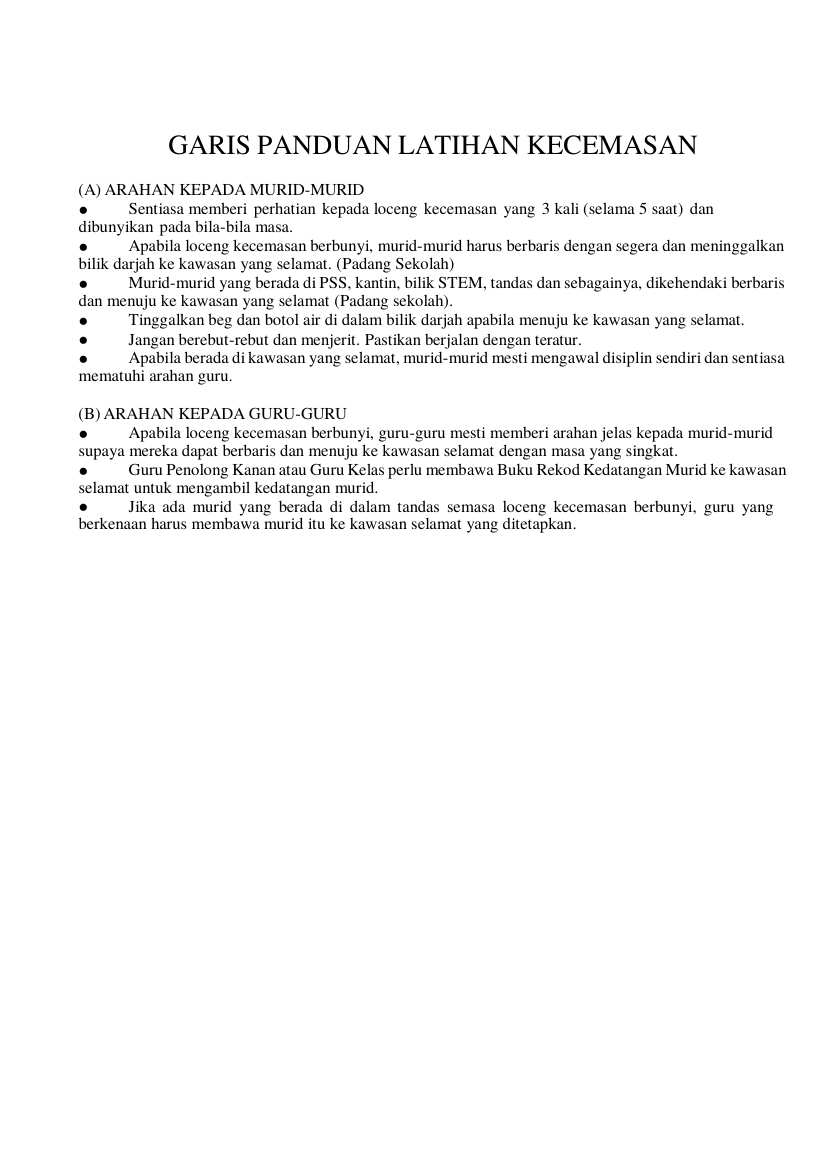 GARIS PANDUAN LATIHAN KECEMASAN
(A) ARAHAN KEPADA MURID-MURID
● Sentiasa memberi perhatian kepada loceng kecemasan yang 3 kali (selama 5 saat) dan
dibunyikan pada bila-bila masa.
● Apabila loceng kecemasan berbunyi, murid-murid harus berbaris dengan segera dan meninggalkan
bilik darjah ke kawasan yang selamat. (Padang Sekolah)
● Murid-murid yang berada di PSS, kantin, bilik STEM, tandas dan sebagainya, dikehendaki berbaris
dan menuju ke kawasan yang selamat (Padang sekolah).
● Tinggalkan beg dan botol air di dalam bilik darjah apabila menuju ke kawasan yang selamat.
● Jangan berebut-rebut dan menjerit. Pastikan berjalan dengan teratur.
● Apabila berada di kawasan yang selamat, murid-murid mesti mengawal disiplin sendiri dan sentiasa
mematuhi arahan guru.
(B) ARAHAN KEPADA GURU-GURU
● Apabila loceng kecemasan berbunyi, guru-guru mesti memberi arahan jelas kepada murid-murid
supaya mereka dapat berbaris dan menuju ke kawasan selamat dengan masa yang singkat.
● Guru Penolong Kanan atau Guru Kelas perlu membawa Buku Rekod Kedatangan Murid ke kawasan
selamat untuk mengambil kedatangan murid.
● Jika ada murid yang berada di dalam tandas semasa loceng kecemasan berbunyi, guru yang
berkenaan harus membawa murid itu ke kawasan selamat yang ditetapkan.